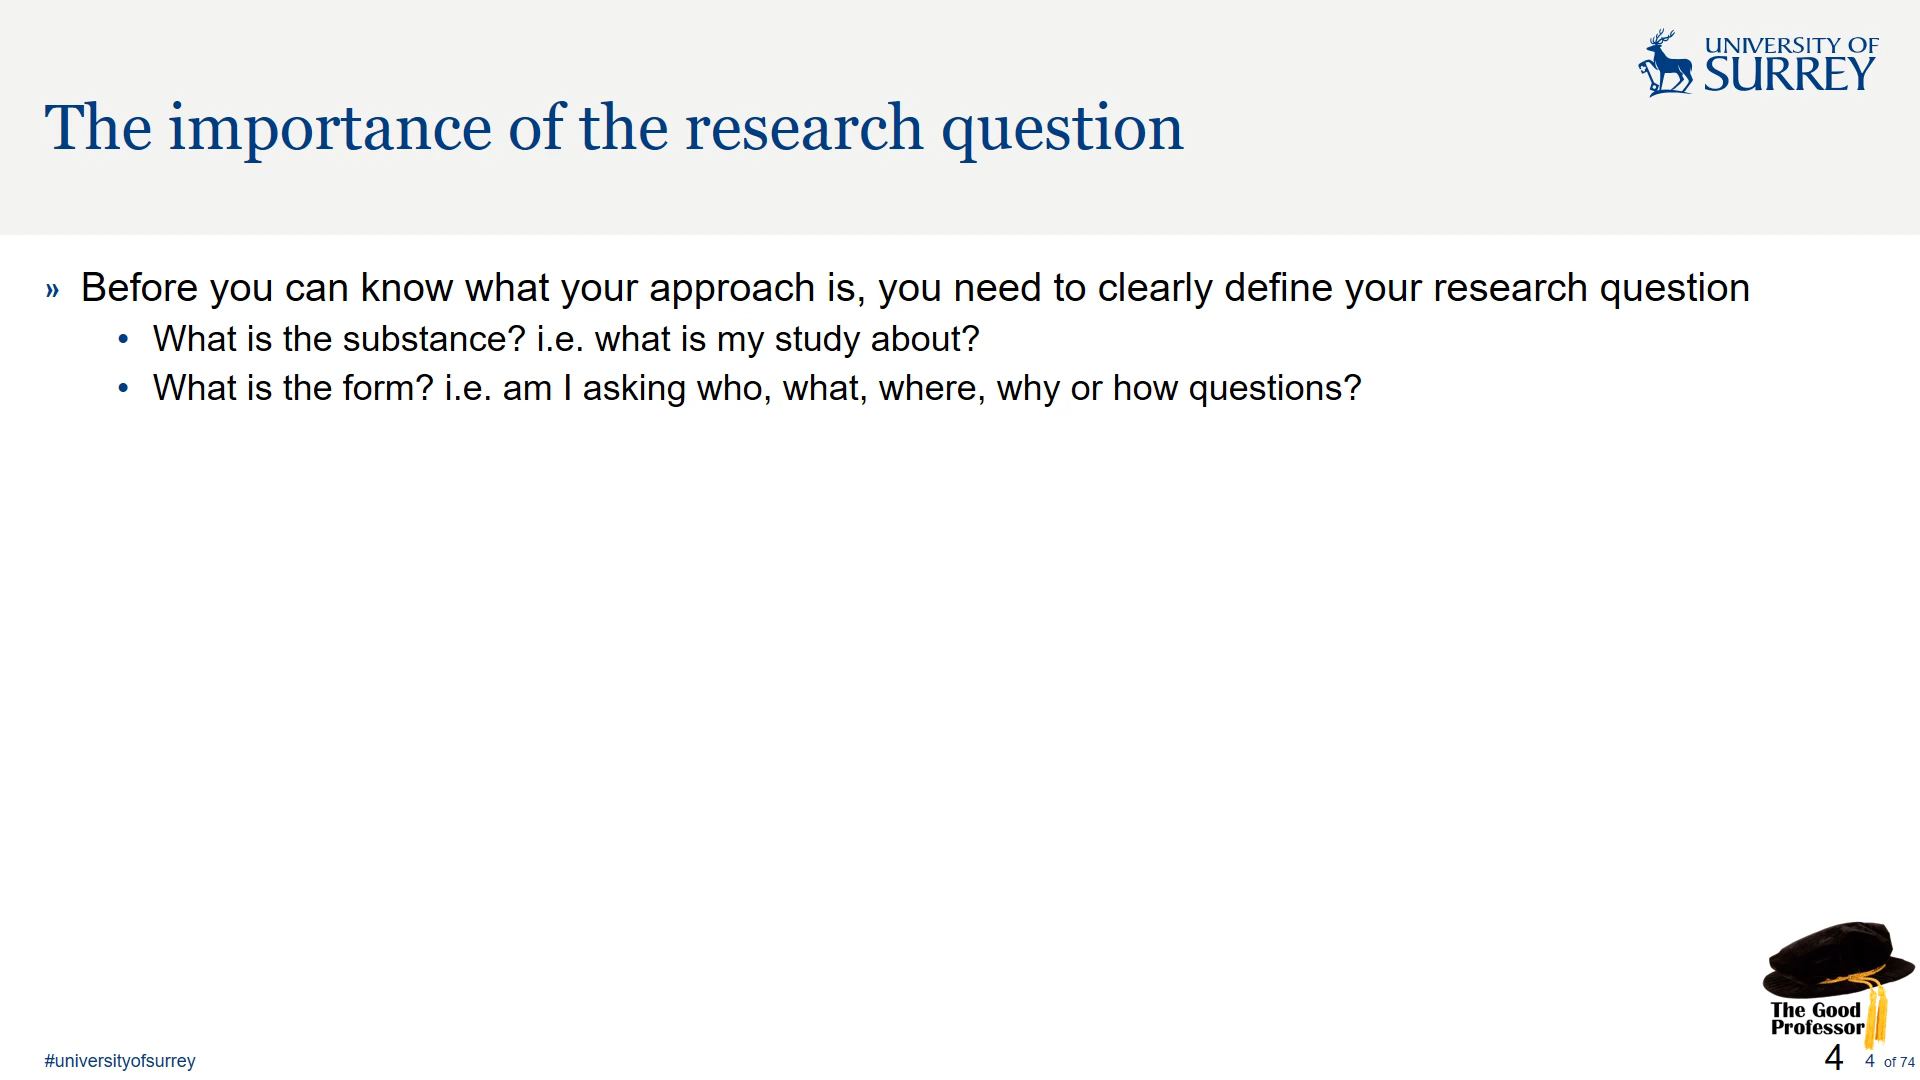 UNIVERSITY OF
SURREY
The importance of the research question
» Before you can know what your approach is, you need to clearly define your research question
• What is the substance? i.e. what is my study about?
• What is the form? i.e. am I asking who, what, where, why or how questions?
The Good
Professor
#universityofsurrey
4 4 of 74